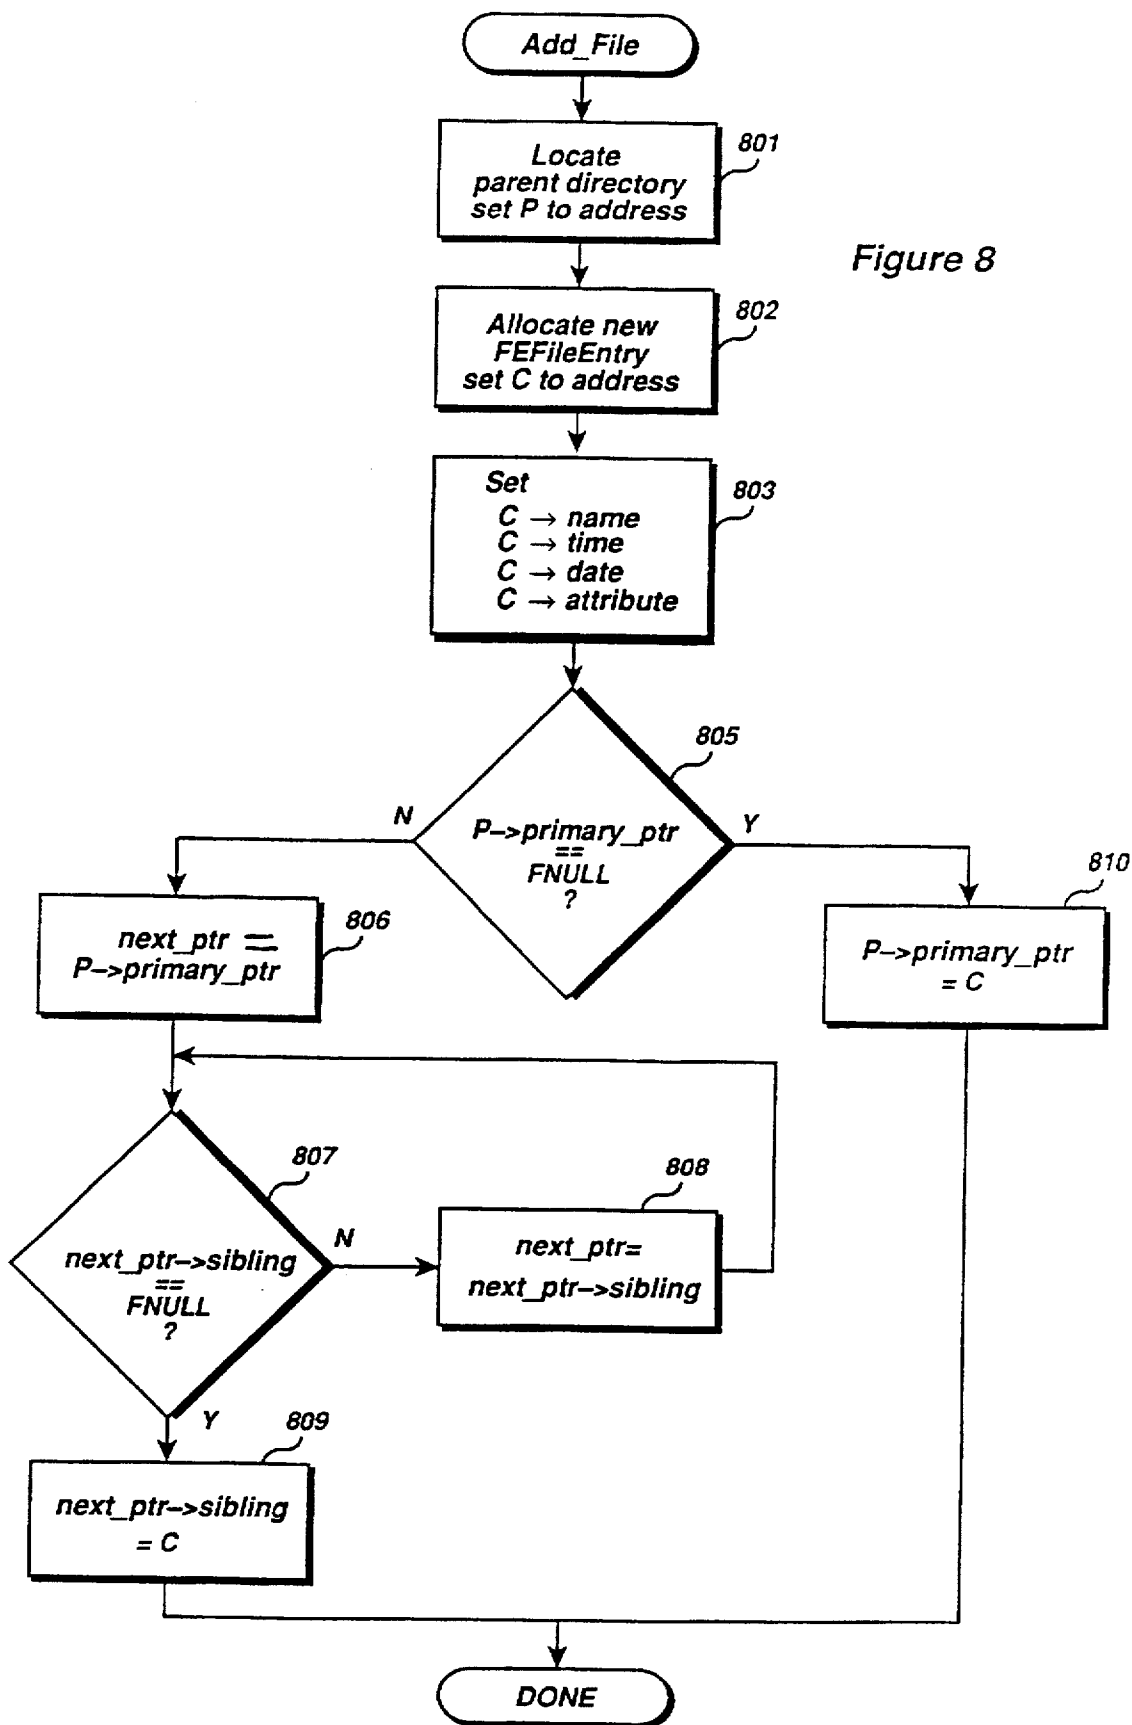 Add_File
801
Locate
parent directory
set P to address
Figure 8
802
Allocate new
FEFileEntry
set C to address
803
Set
C → name
C → time
C → date
C → attribute
805
N
Y
P->primary_ptr
==
FNULL
?
810
806
next_ptr =
P->primary_ptr
P->primary_ptr
= C
807
808
N
next_ptr->sibling
==
FNULL
?
next_ptr=
next_ptr->sibling
Y
809
next_ptr->sibling
= C
DONE